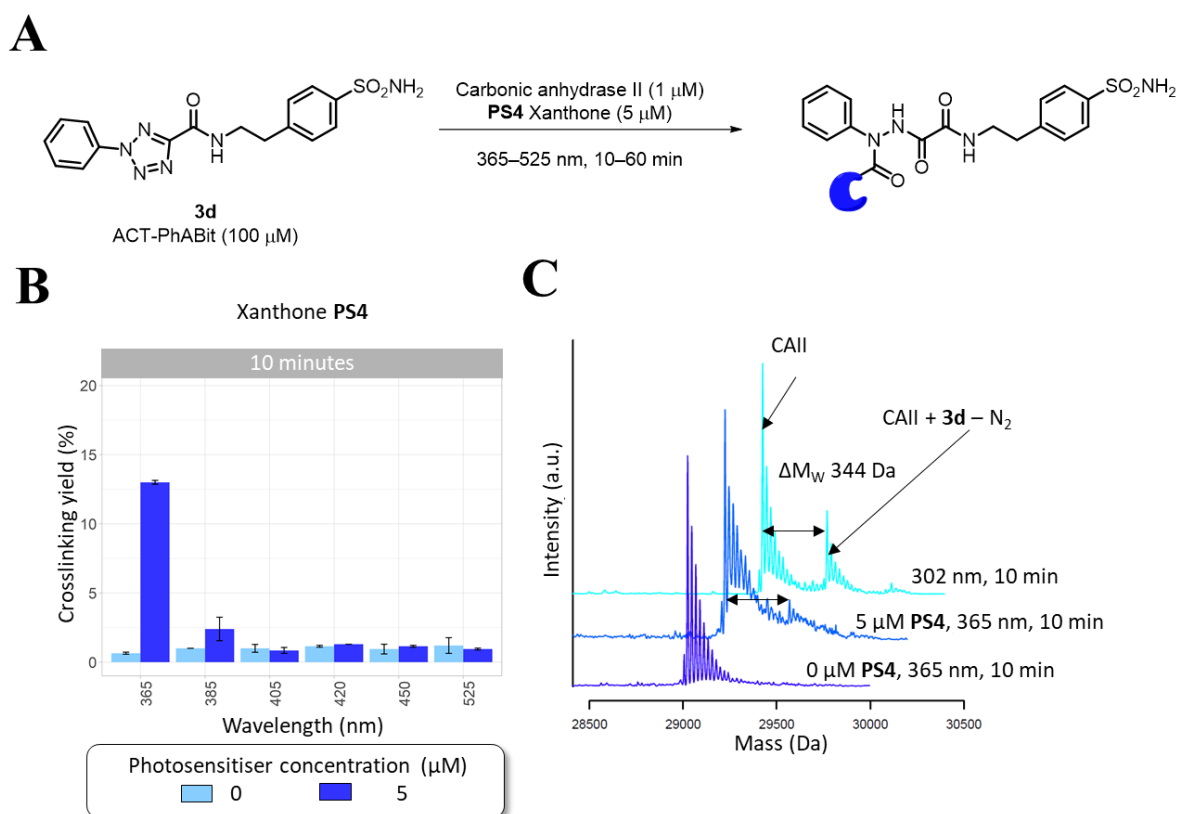 A
SO₂NH₂
O
N
N
N
N
N
H
3d
ACT-PhABit (100 μM)
Carbonic anhydrase II (1 μM)
PS4 Xanthone (5 μM)
365–525 nm, 10–60 min
SO₂NH₂
H
N
N
O
O
N
H
O
B
Xanthone PS4
10 minutes
Crosslinking yield (%)
20
15
10
5
0
365
385
405
420
450
525
Wavelength (nm)
Photosensitiser concentration (μM)
0 5
C
CAII
CAII + 3d – N₂
ΔM_W 344 Da
302 nm, 10 min
5 μM PS4, 365 nm, 10 min
0 μM PS4, 365 nm, 10 min
Intensity (a.u.)
28500 29000 29500 30000 30500
Mass (Da)